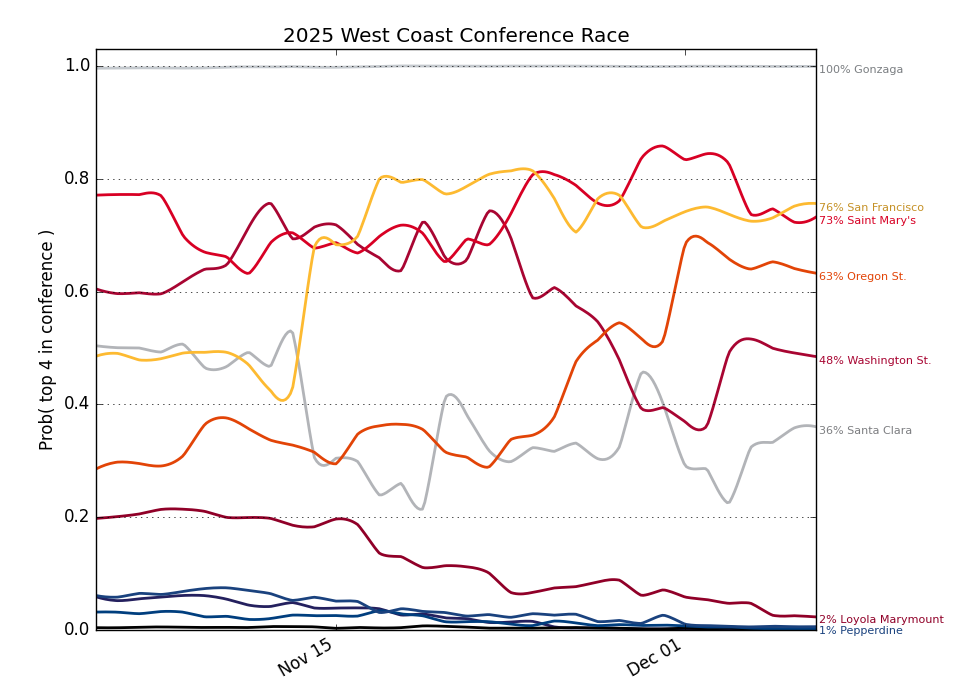 2025 West Coast Conference Race
Prob( top 4 in conference )
1.0
0.8
0.6
0.4
0.2
0.0
Nov 15
Dec 01
100% Gonzaga
76% San Francisco
73% Saint Mary's
63% Oregon St.
48% Washington St.
36% Santa Clara
2% Loyola Marymount
1% Pepperdine